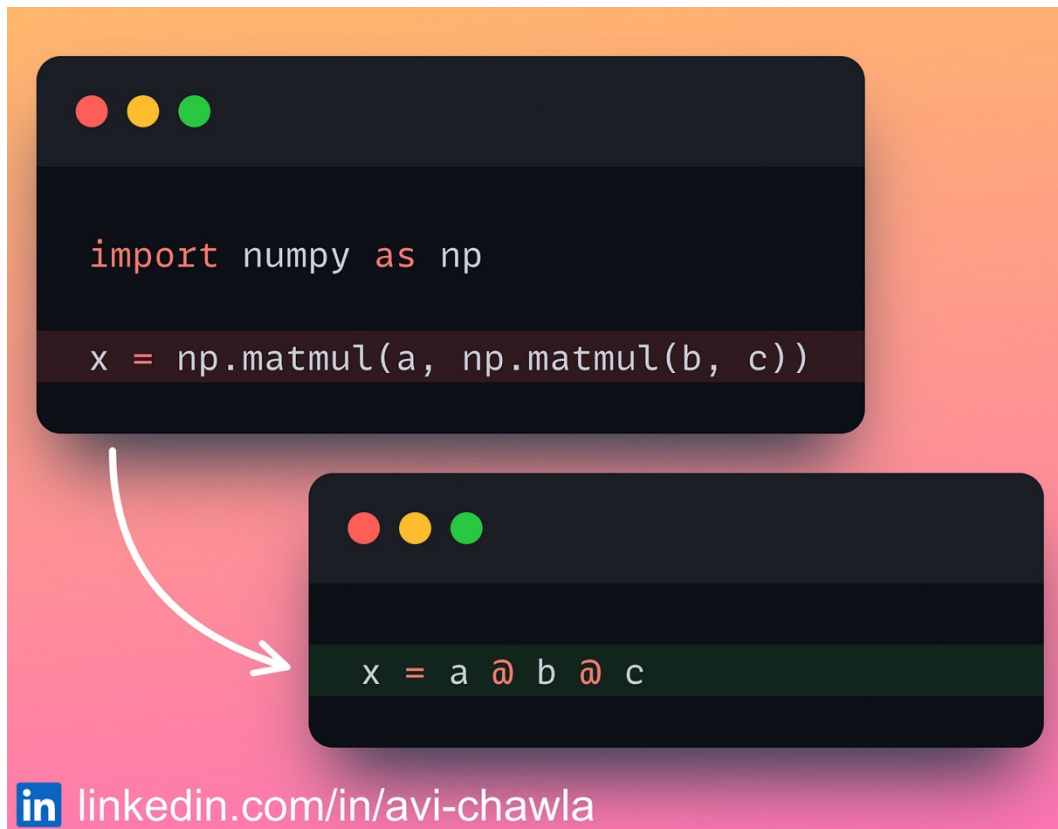 import numpy as np
x = np.matmul(a, np.matmul(b, c))
x = a @ b @ c
in linkedin.com/in/avi-chawla